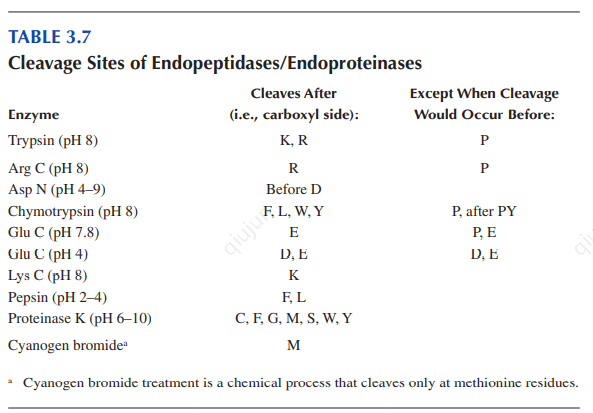 TABLE 3.7
Cleavage Sites of Endopeptidases/Endoproteinases
Cleaves After Except When Cleavage
Enzyme (i.e., carboxyl side): Would Occur Before:
Trypsin (pH 8) K, R P
Arg C (pH 8) R P
Asp N (pH 4–9) Before D
Chymotrypsin (pH 8) F, L, W, Y P, after PY
Glu C (pH 7.8) E P, E
Glu C (pH 4) D, E D, E
Lys C (pH 8) K
Pepsin (pH 2–4) F, L
Proteinase K (pH 6–10) C, F, G, M, S, W, Y
Cyanogen bromideᵃ M
ᵃ Cyanogen bromide treatment is a chemical process that cleaves only at methionine residues.